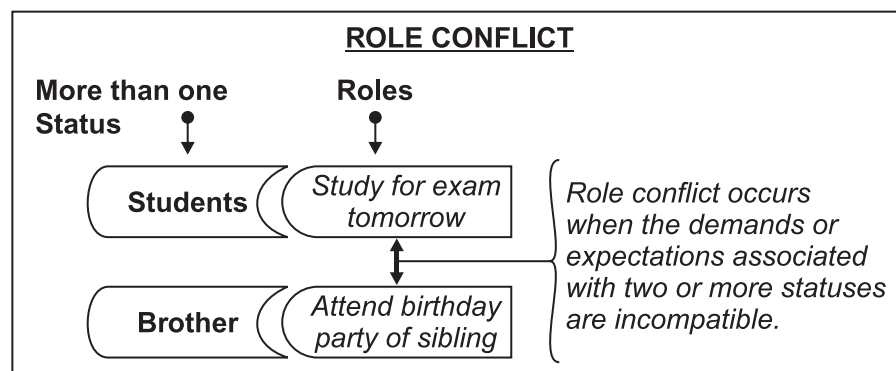 ROLE CONFLICT
More than one
Status
Roles
Students
Study for exam
tomorrow
Brother
Attend birthday
party of sibling
Role conflict occurs
when the demands or
expectations associated
with two or more statuses
are incompatible.